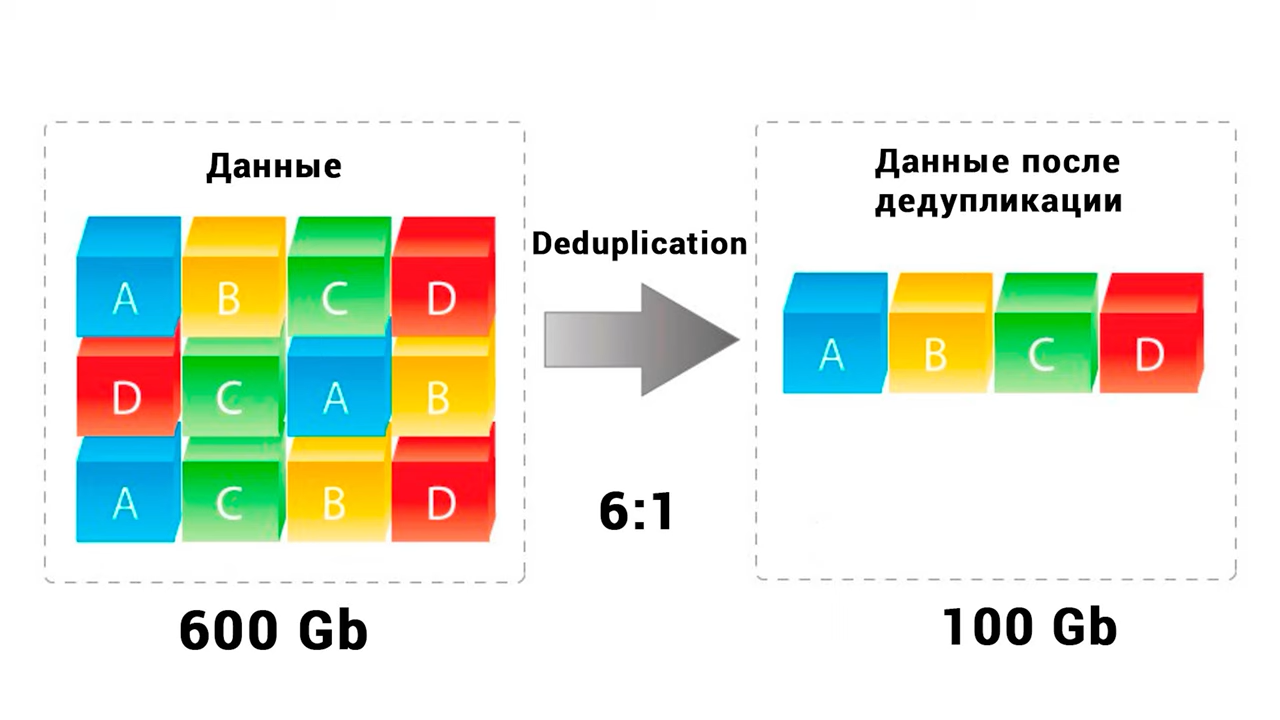 Данные
A B C D
D C A B
A C B D
600 Gb
Deduplication
6:1
Данные после
дедупликации
A B C D
100 Gb